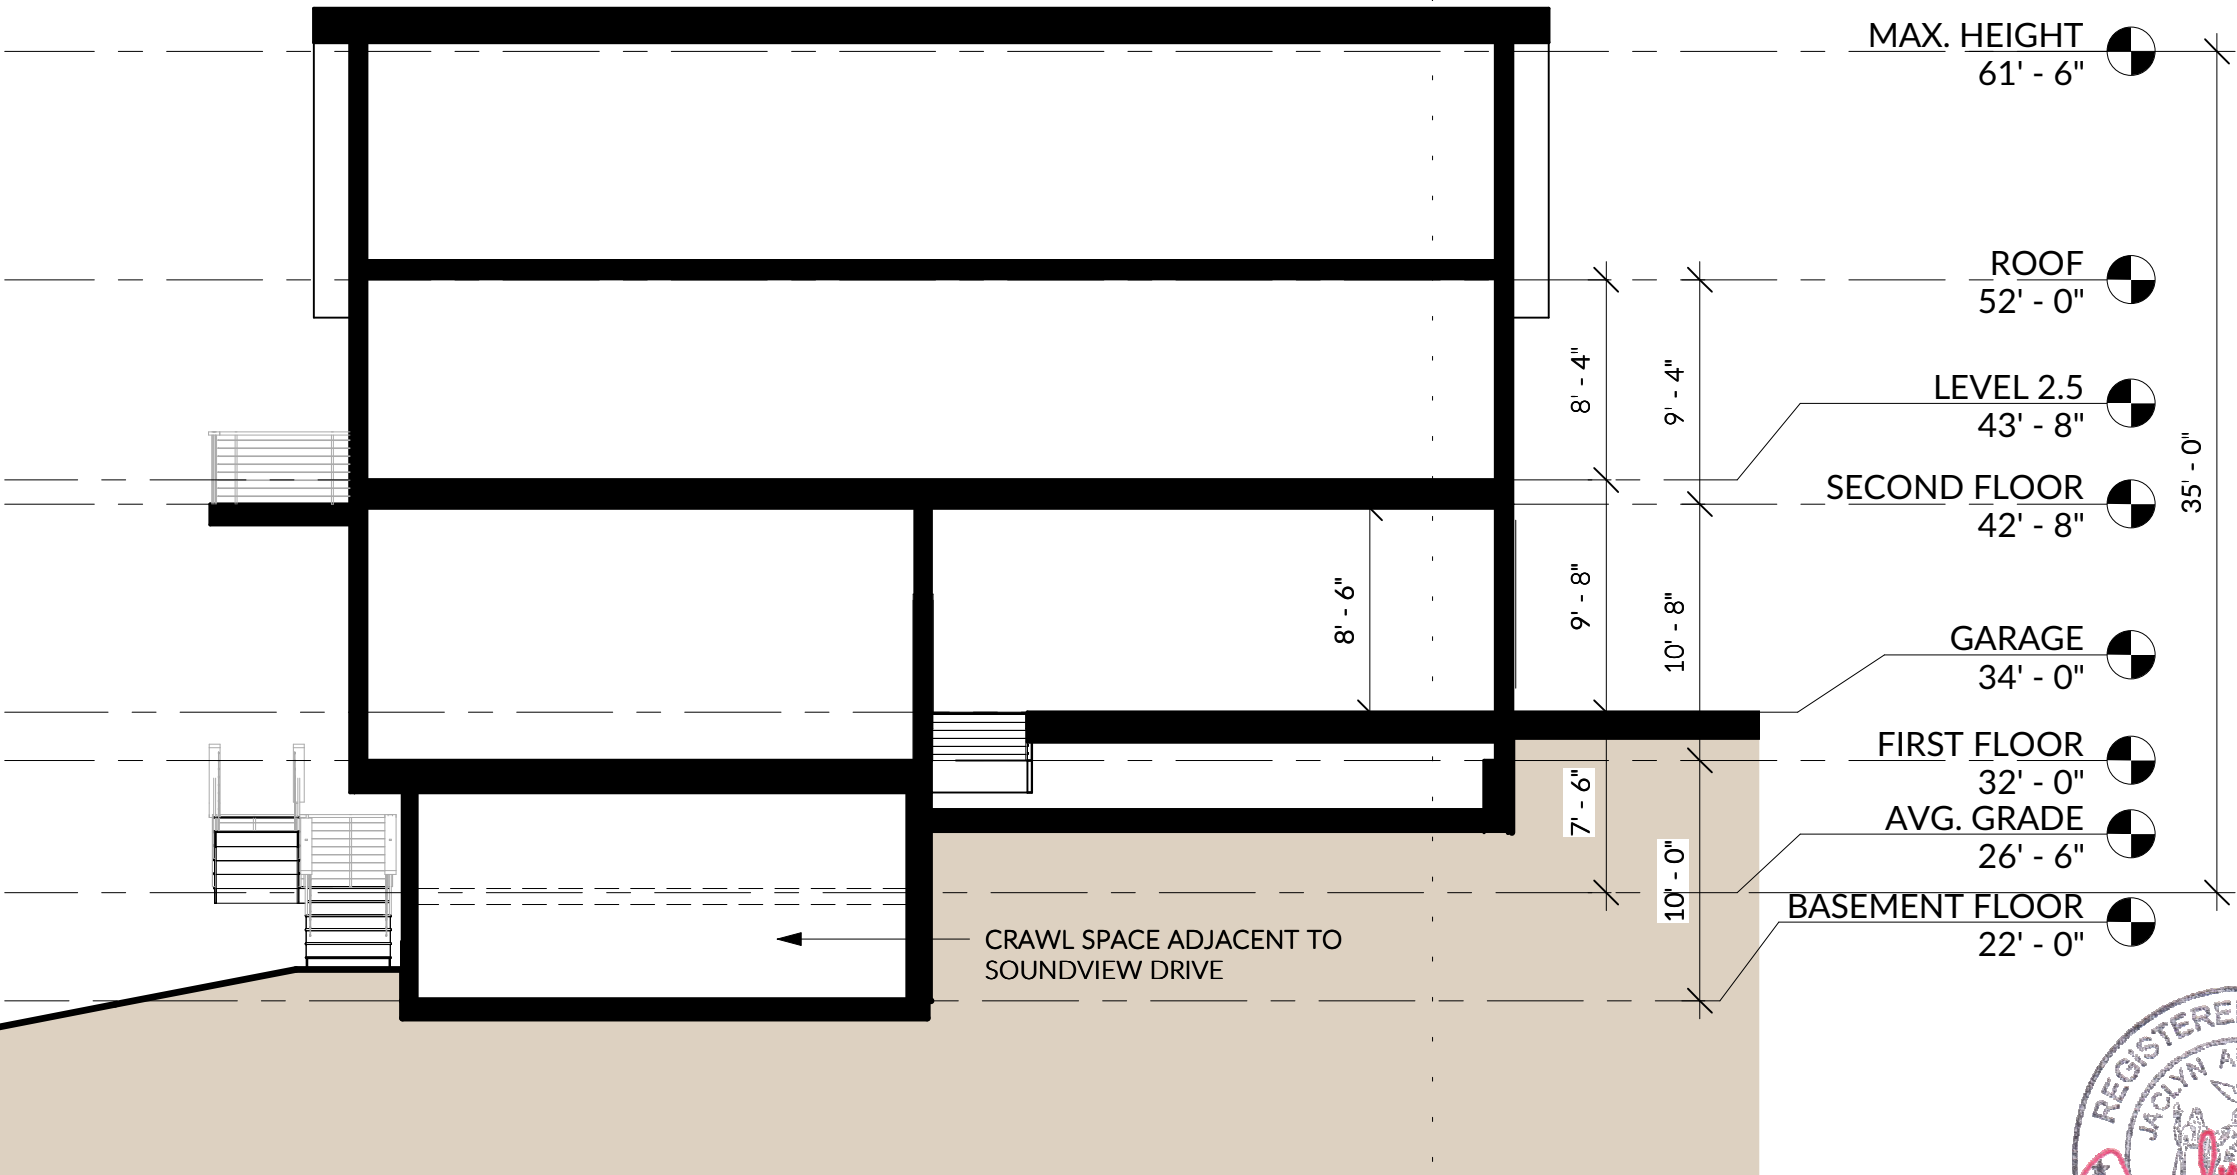 MAX. HEIGHT
61' - 6"
ROOF
52' - 0"
8' - 4"
9' - 4"
LEVEL 2.5
43' - 8"
35' - 0"
SECOND FLOOR
42' - 8"
8' - 6"
9' - 8"
10' - 8"
GARAGE
34' - 0"
FIRST FLOOR
32' - 0"
7' - 6"
AVG. GRADE
26' - 6"
10' - 0"
BASEMENT FLOOR
22' - 0"
CRAWL SPACE ADJACENT TO
SOUNDVIEW DRIVE
REGISTERE
JACLYN A